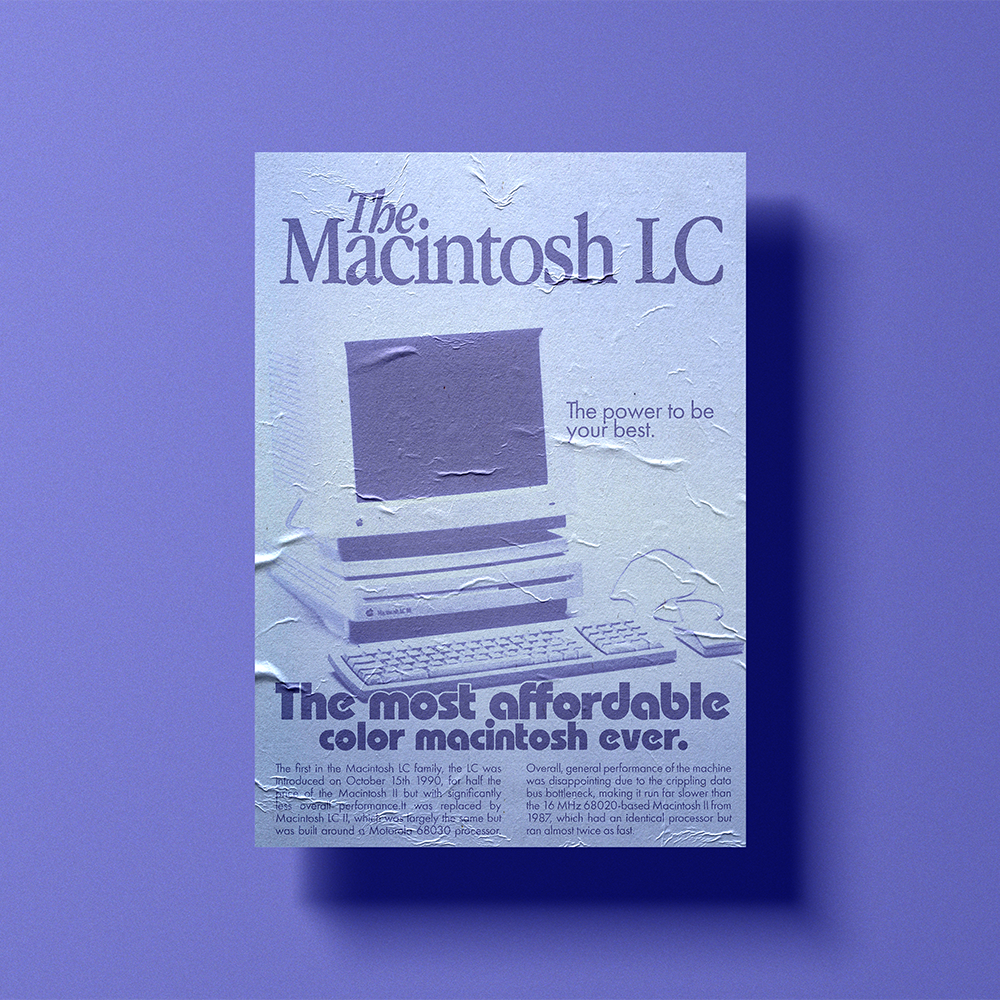 The
Macintosh LC
The power to be
your best.
The most affordable
color macintosh ever.
The first in the Macintosh LC family, the LC was
introduced on October 15th 1990, for half the
price of the Macintosh II but with significantly
less overall performance.It was replaced by
Macintosh LC II, which was largely the same but
was built around a Motorola 68030 processor.
Overall, general performance of the machine
was disappointing due to the crippling data
bus bottleneck, making it run far slower than
the 16 MHz 68020-based Macintosh II from
1987, which had an identical processor but
ran almost twice as fast.